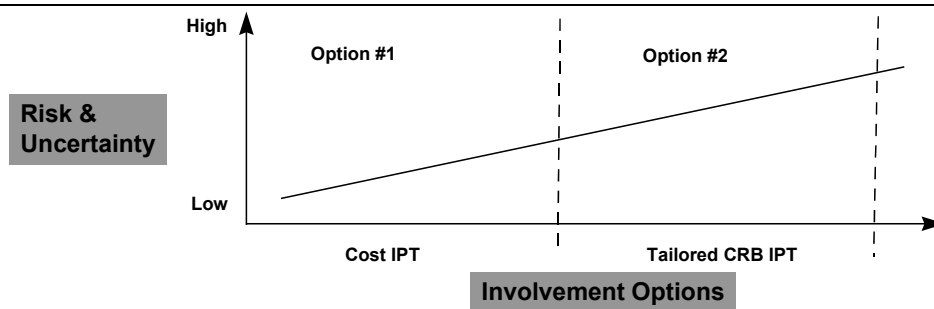 High
Option #1
Option #2
Risk &
Uncertainty
Low
Cost IPT
Tailored CRB IPT
Involvement Options